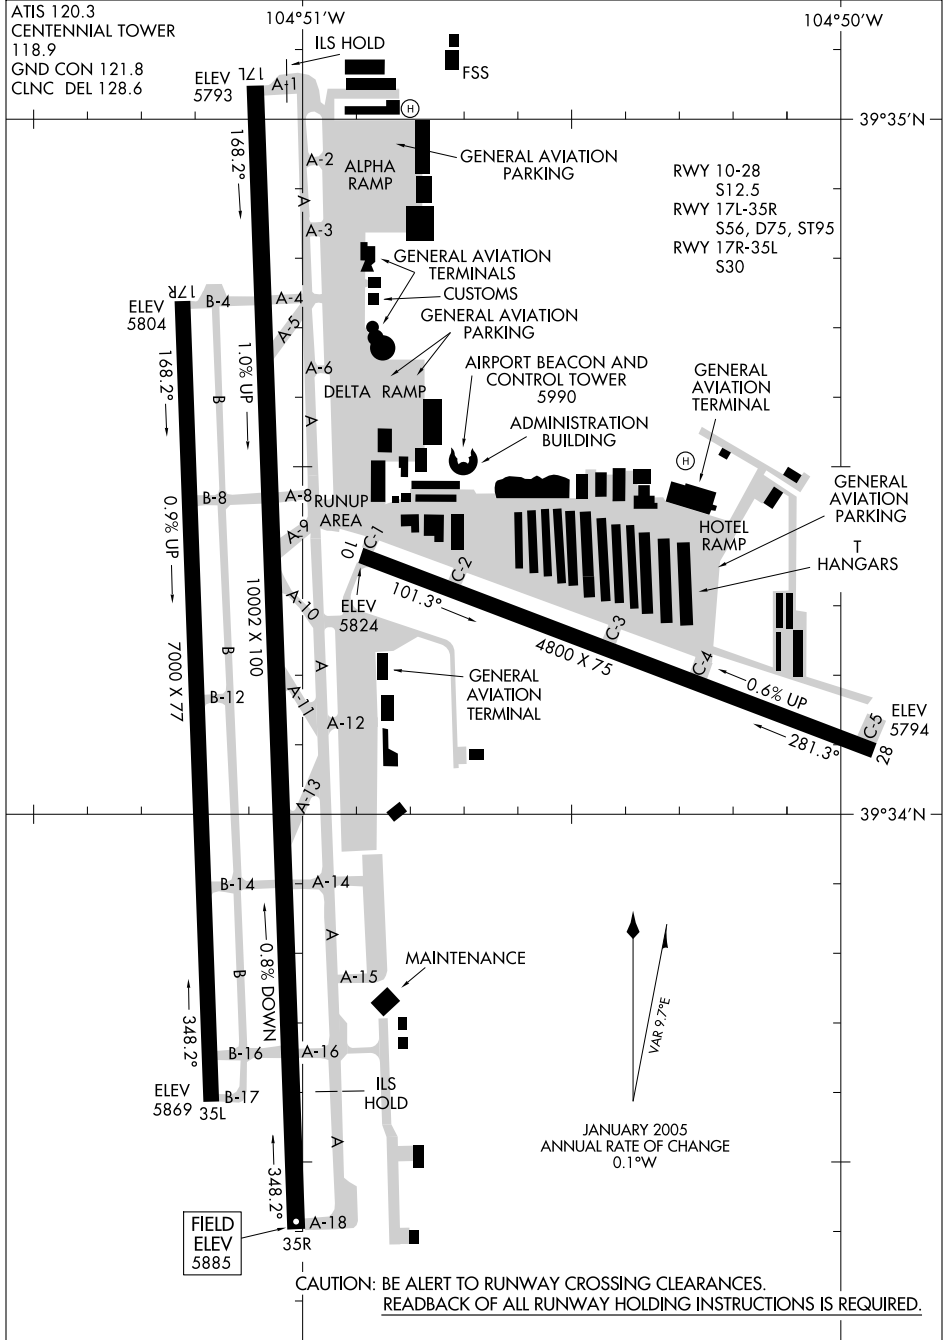 ATIS 120.3
CENTENNIAL TOWER
118.9
GND CON 121.8
CLNC DEL 128.6
104°51'W
104°50'W
ILS HOLD
FSS
ELEV
5793
17L
A-1
H
39°35'N
168.2°
A-2
ALPHA
RAMP
GENERAL AVIATION
PARKING
RWY 10-28
S12.5
RWY 17L-35R
S56, D75, ST95
RWY 17R-35L
S30
A
A-3
GENERAL AVIATION
TERMINALS
CUSTOMS
17R
ELEV
5804
B-4
A-4
A-5
GENERAL AVIATION
PARKING
168.2°
1.0% UP
A-6
DELTA RAMP
AIRPORT BEACON AND
CONTROL TOWER
5990
GENERAL
AVIATION
TERMINAL
B
A
ADMINISTRATION
BUILDING
H
0.9% UP
B-8
A-8
A-9
RUNUP
AREA
GENERAL
AVIATION
PARKING
HOTEL
RAMP
T
HANGARS
10
C-1
C-2
ELEV
5824
101.3°
10002 X 100
A-10
C-3
4800 X 75
C-4
0.6% UP
C-5
ELEV
5794
281.3°
28
7000 X 77
B
A
B-12
A-11
A-12
GENERAL
AVIATION
TERMINAL
A-13
39°34'N
B-14
A-14
A
0.8% DOWN
B
A-15
MAINTENANCE
VAR 9.7°E
348.2°
B-16
A-16
ELEV
5869
35L
B-17
ILS
HOLD
JANUARY 2005
ANNUAL RATE OF CHANGE
0.1°W
A
348.2°
FIELD
ELEV
5885
A-18
35R
CAUTION: BE ALERT TO RUNWAY CROSSING CLEARANCES.
READBACK OF ALL RUNWAY HOLDING INSTRUCTIONS IS REQUIRED.